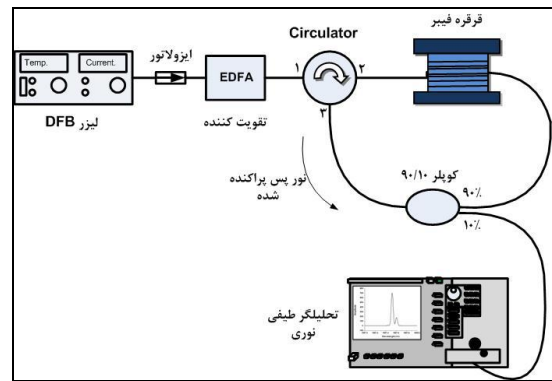 Circulator
قرقره فیبر
ایزولاتور
Temp.
Current.
EDFA
۱
۲
۳
لیزر DFB
تقویت کننده
نور پس پراکنده
شده
کوپلر ۹۰/۱۰
۹۰٪
۱۰٪
تحلیلگر طیفی
نوری